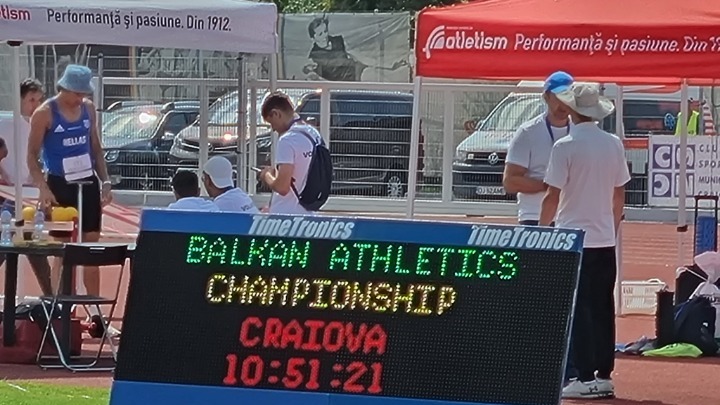 atletism Performanță și pasiune. Din 1912.
atletism Performanță și pasiune. Din
HELLAS
TimeTronics
TimeTronics
BALKAN ATHLETICS
CHAMPIONSHIP
CRAIOVA
10:51:21